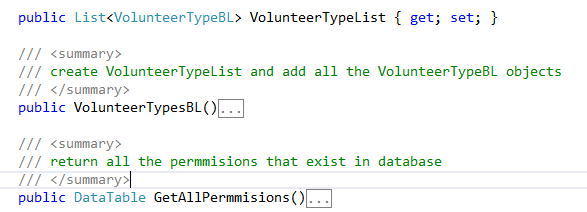 public List<VolunteerTypeBL> VolunteerTypeList { get; set; }
/// <summary>
/// create VolunteerTypeList and add all the VolunteerTypeBL objects
/// </summary>
public VolunteerTypesBL()...
/// <summary>
/// return all the permmisions that exist in database
/// </summary>
public DataTable GetAllPermmisions()...